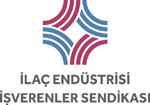 İLAÇ ENDÜSTRİSİ
İŞVERENLER SENDİKASI